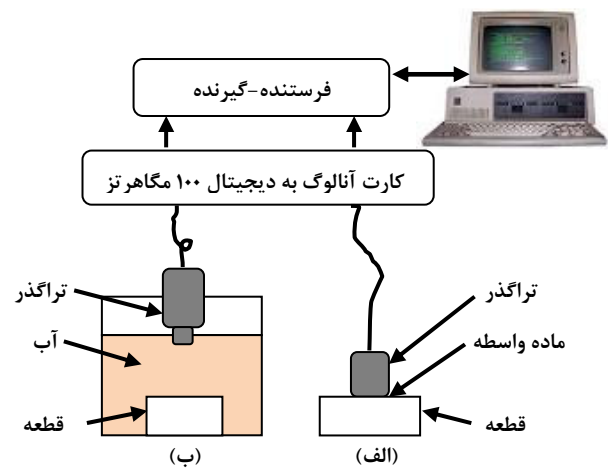 فرستنده-گیرنده
کارت آنالوگ به دیجیتال ۱۰۰ مگاهرتز
تراگذر
ماده واسطه
قطعه
(الف)
تراگذر
آب
قطعه
(ب)